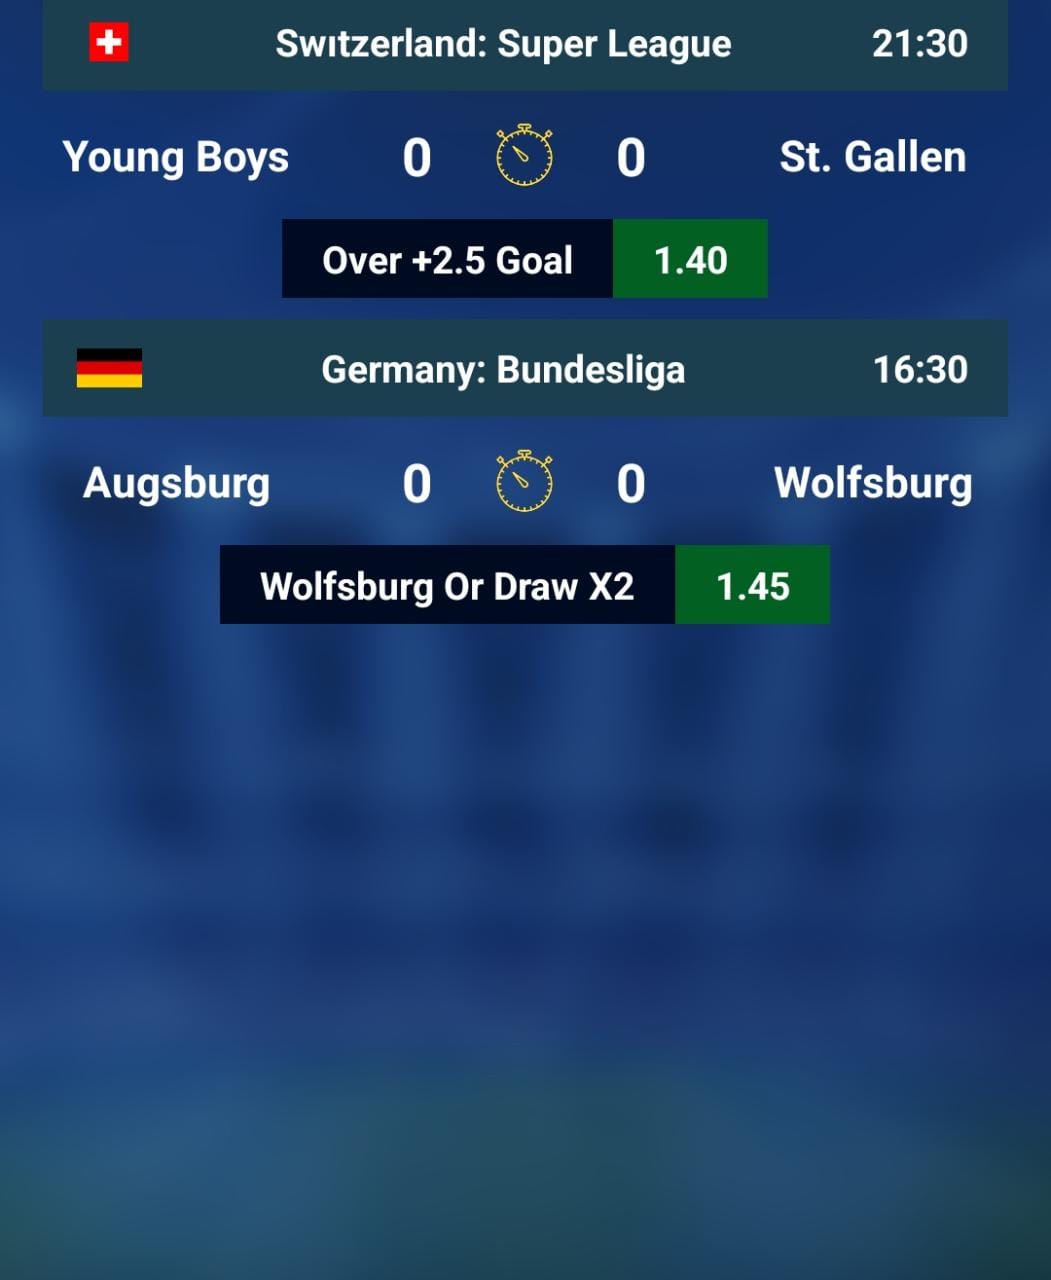 Swıtzerland: Super League 21:30
Young Boys 0 0 St. Gallen
Over +2.5 Goal 1.40
Germany: Bundesliga 16:30
Augsburg 0 0 Wolfsburg
Wolfsburg Or Draw X2 1.45